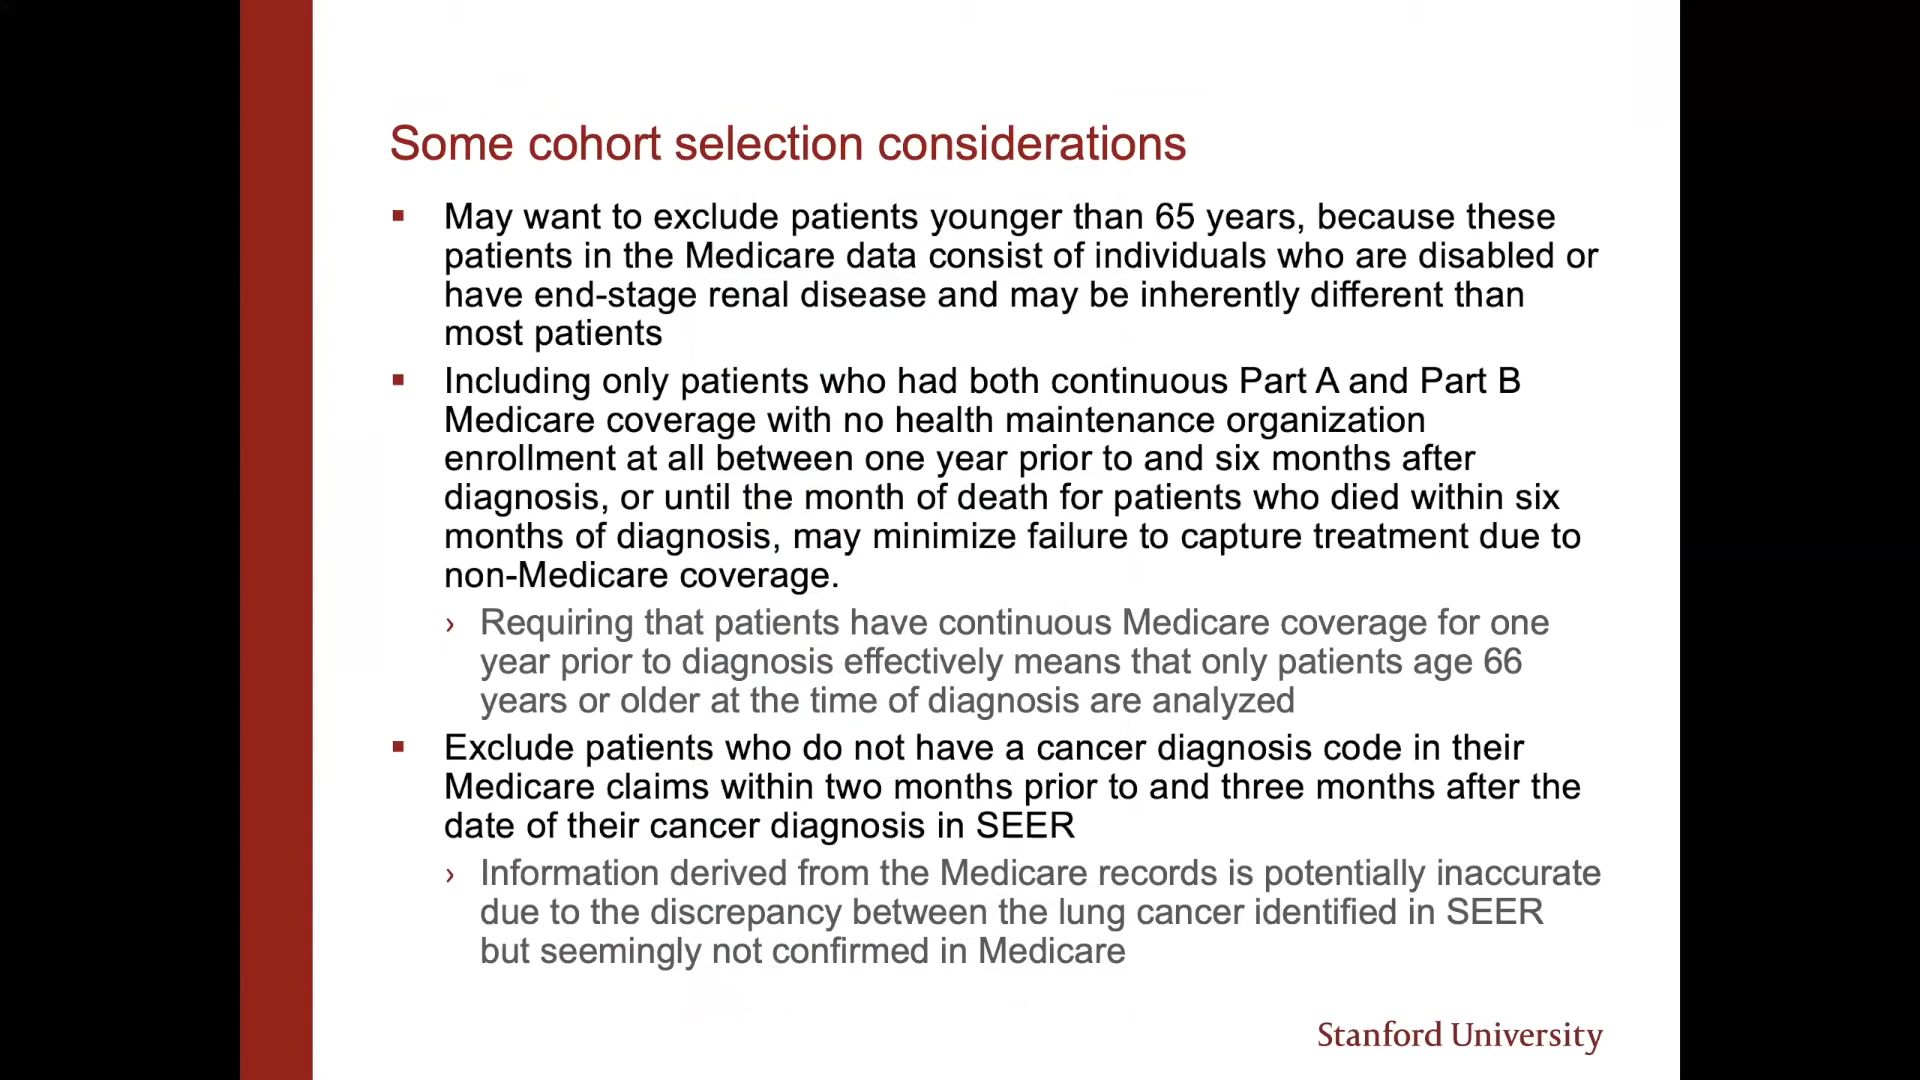 Some cohort selection considerations
▪ May want to exclude patients younger than 65 years, because these
patients in the Medicare data consist of individuals who are disabled or
have end-stage renal disease and may be inherently different than
most patients
▪ Including only patients who had both continuous Part A and Part B
Medicare coverage with no health maintenance organization
enrollment at all between one year prior to and six months after
diagnosis, or until the month of death for patients who died within six
months of diagnosis, may minimize failure to capture treatment due to
non-Medicare coverage.
› Requiring that patients have continuous Medicare coverage for one
year prior to diagnosis effectively means that only patients age 66
years or older at the time of diagnosis are analyzed
▪ Exclude patients who do not have a cancer diagnosis code in their
Medicare claims within two months prior to and three months after the
date of their cancer diagnosis in SEER
› Information derived from the Medicare records is potentially inaccurate
due to the discrepancy between the lung cancer identified in SEER
but seemingly not confirmed in Medicare
Stanford University